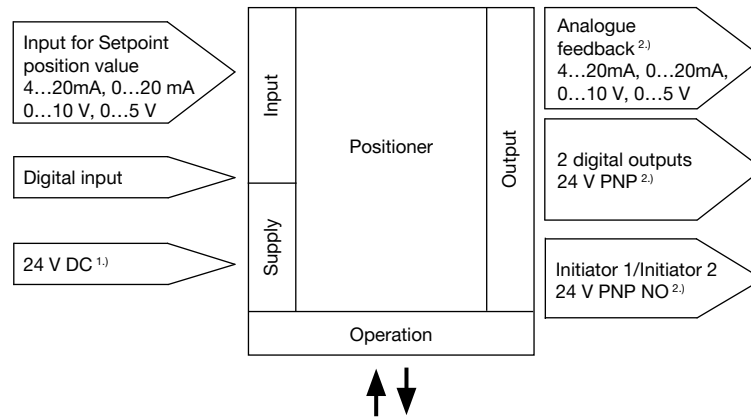 Input for Setpoint
position value
4…20mA, 0…20 mA
0…10 V, 0…5 V
Digital input
24 V DC 1.)
Input
Supply
Positioner
Output
Operation
Analogue
feedback 2.)
4…20mA, 0…20mA,
0…10 V, 0…5 V
2 digital outputs
24 V PNP 2.)
Initiator 1/Initiator 2
24 V PNP NO 2.)